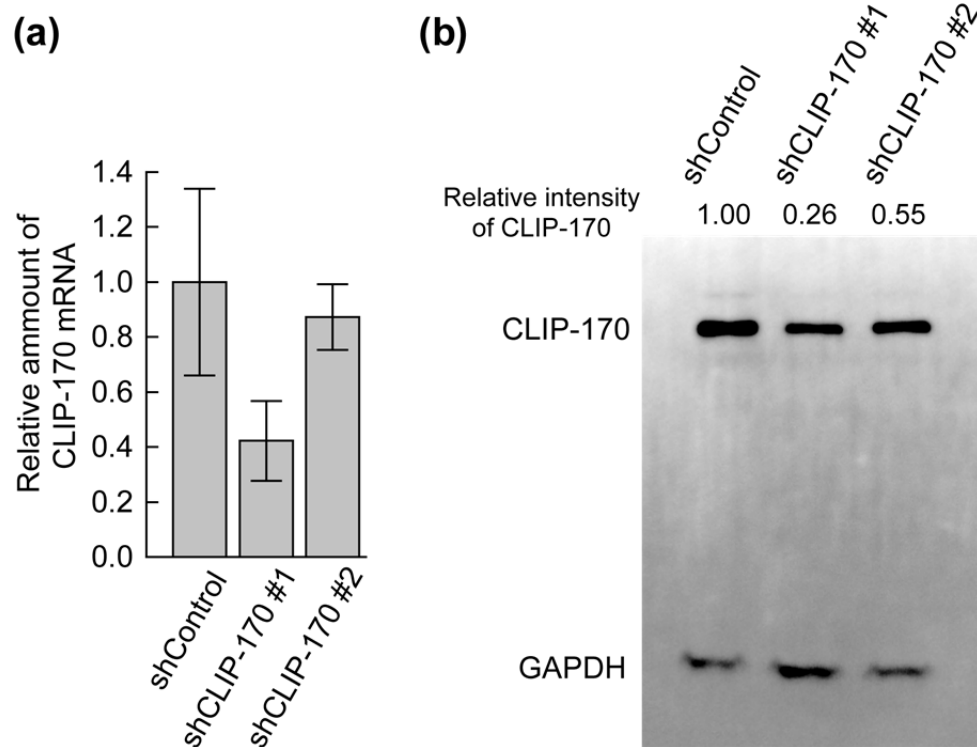 (a)
Relative ammount of
CLIP-170 mRNA
1.4
1.2
1.0
0.8
0.6
0.4
0.2
0.0
shControl
shCLIP-170 #1
shCLIP-170 #2
(b)
shControl
shCLIP-170 #1
shCLIP-170 #2
Relative intensity
of CLIP-170
1.00 0.26 0.55
CLIP-170
GAPDH